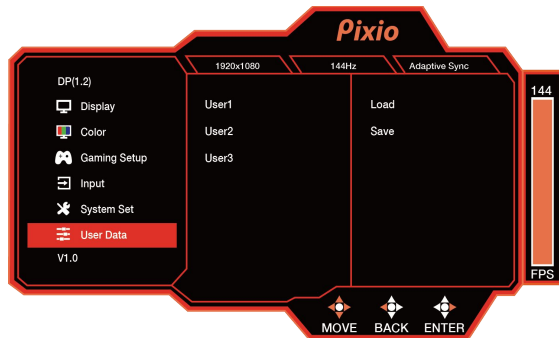 Pixio
1920x1080 144Hz Adaptive Sync
DP(1.2)
Display
Color
Gaming Setup
Input
System Set
User Data
V1.0
User1
User2
User3
Load
Save
144
FPS
MOVE BACK ENTER